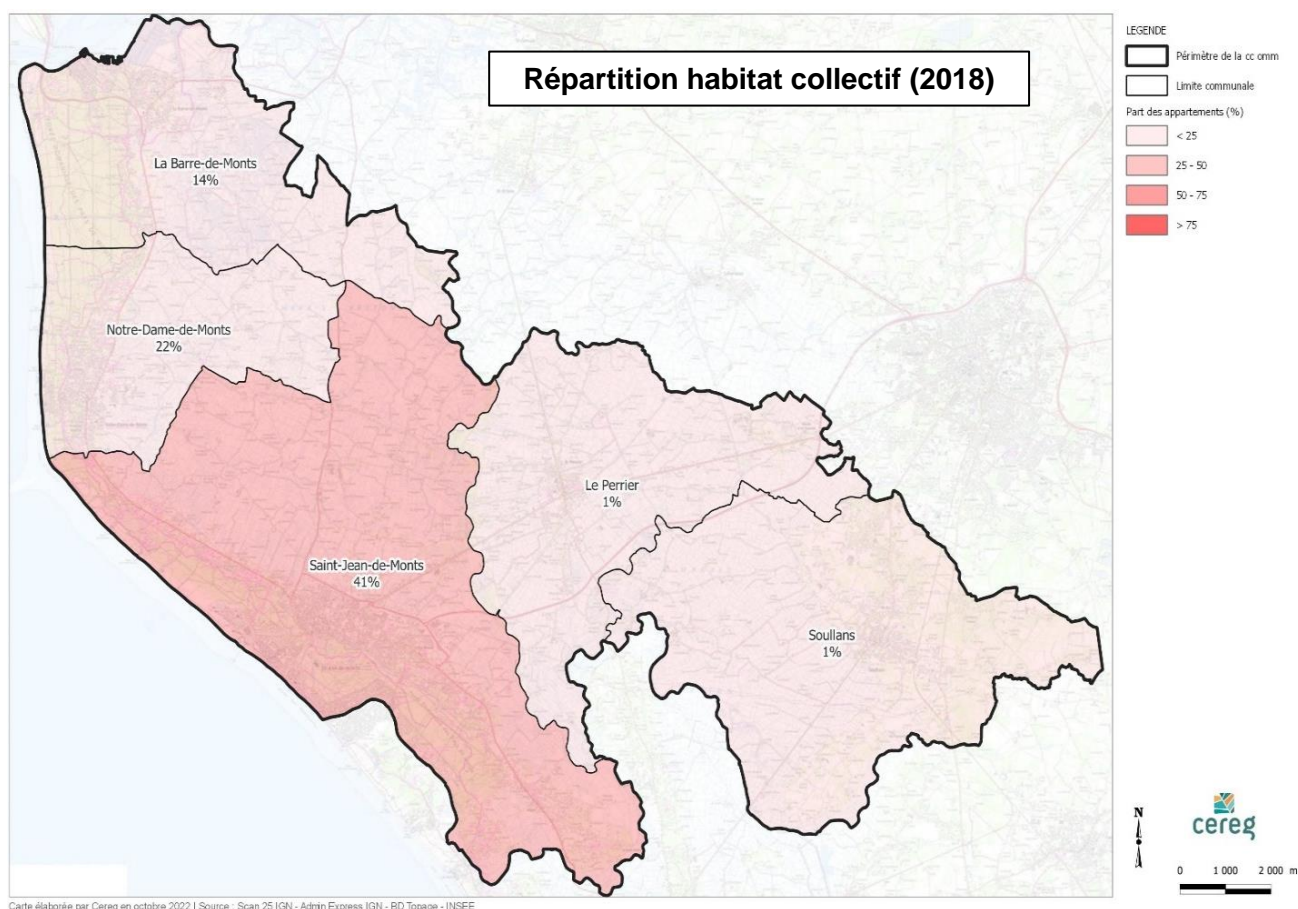 Répartition habitat collectif (2018)
LEGENDE
Périmètre de la cc omm
Limite communale
Part des appartements (%)
< 25
25 - 50
50 - 75
> 75
La Barre-de-Monts
14%
Notre-Dame-de-Monts
22%
Le Perrier
1%
Saint-Jean-de-Monts
41%
Soullans
1%
N
cereg
0 1 000 2 000 m
Carte élaborée par Cereg en octobre 2022 | Source : Scan 25 IGN - Admin Express IGN - BD Topage - INSEE